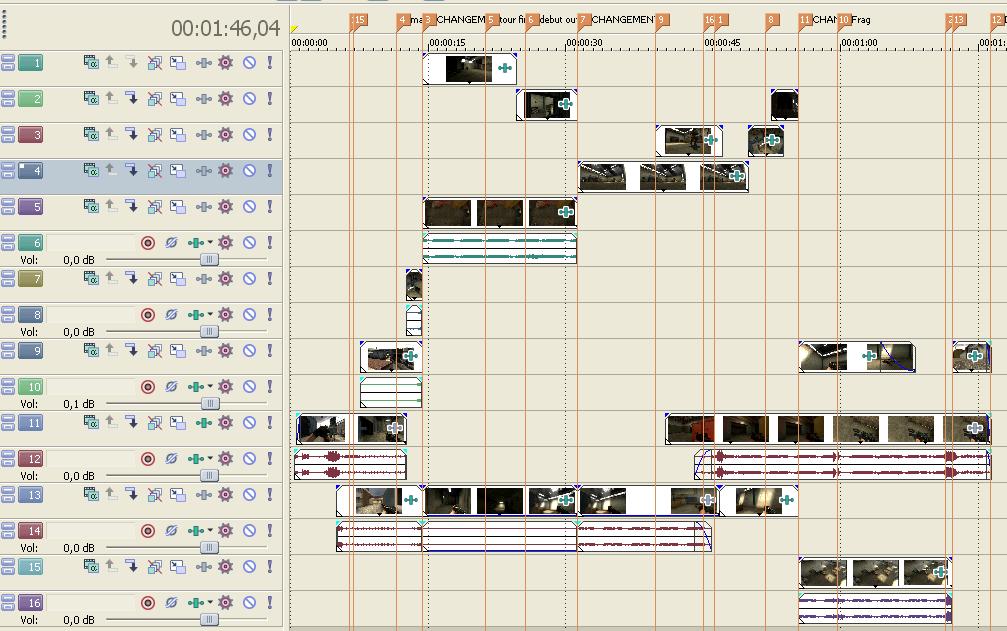 00:01:46,04
15 4 ma 3 CHANGEM 5 tour fi 6 debut ou 7 CHANGEMENT 9 16 1 8 11 CHAN 10 Frag 2 13 12
00:00:00 00:00:15 00:00:30 00:00:45 00:01:00 00:01:
1
2
3
4
5
6
Vol: 0,0 dB
7
8
Vol: 0,0 dB
9
10
Vol: 0,1 dB
11
12
Vol: 0,0 dB
13
14
Vol: 0,0 dB
15
16
Vol: 0,0 dB